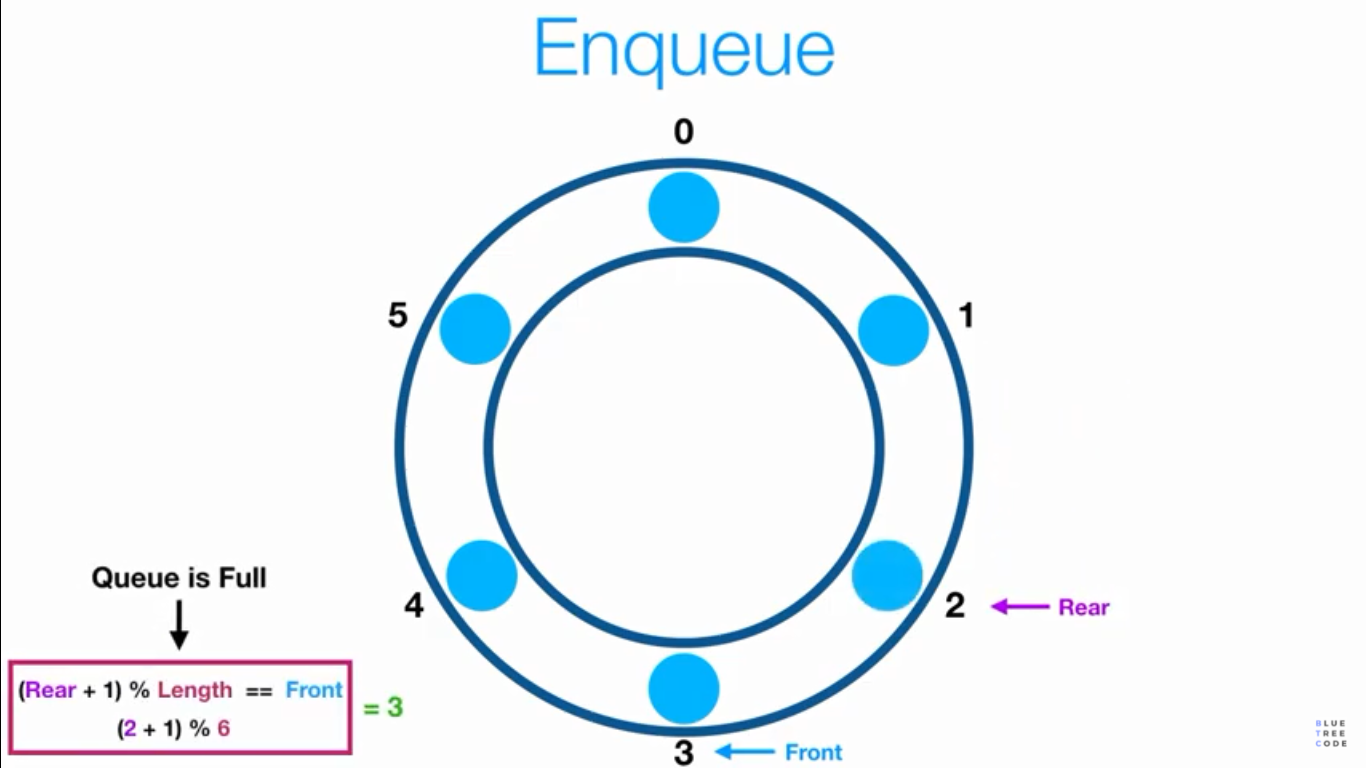 Enqueue
0
5
1
Queue is Full
4
2
Rear
(Rear + 1) % Length == Front
(2 + 1) % 6
= 3
3
Front
BLUE
TREE
CODE